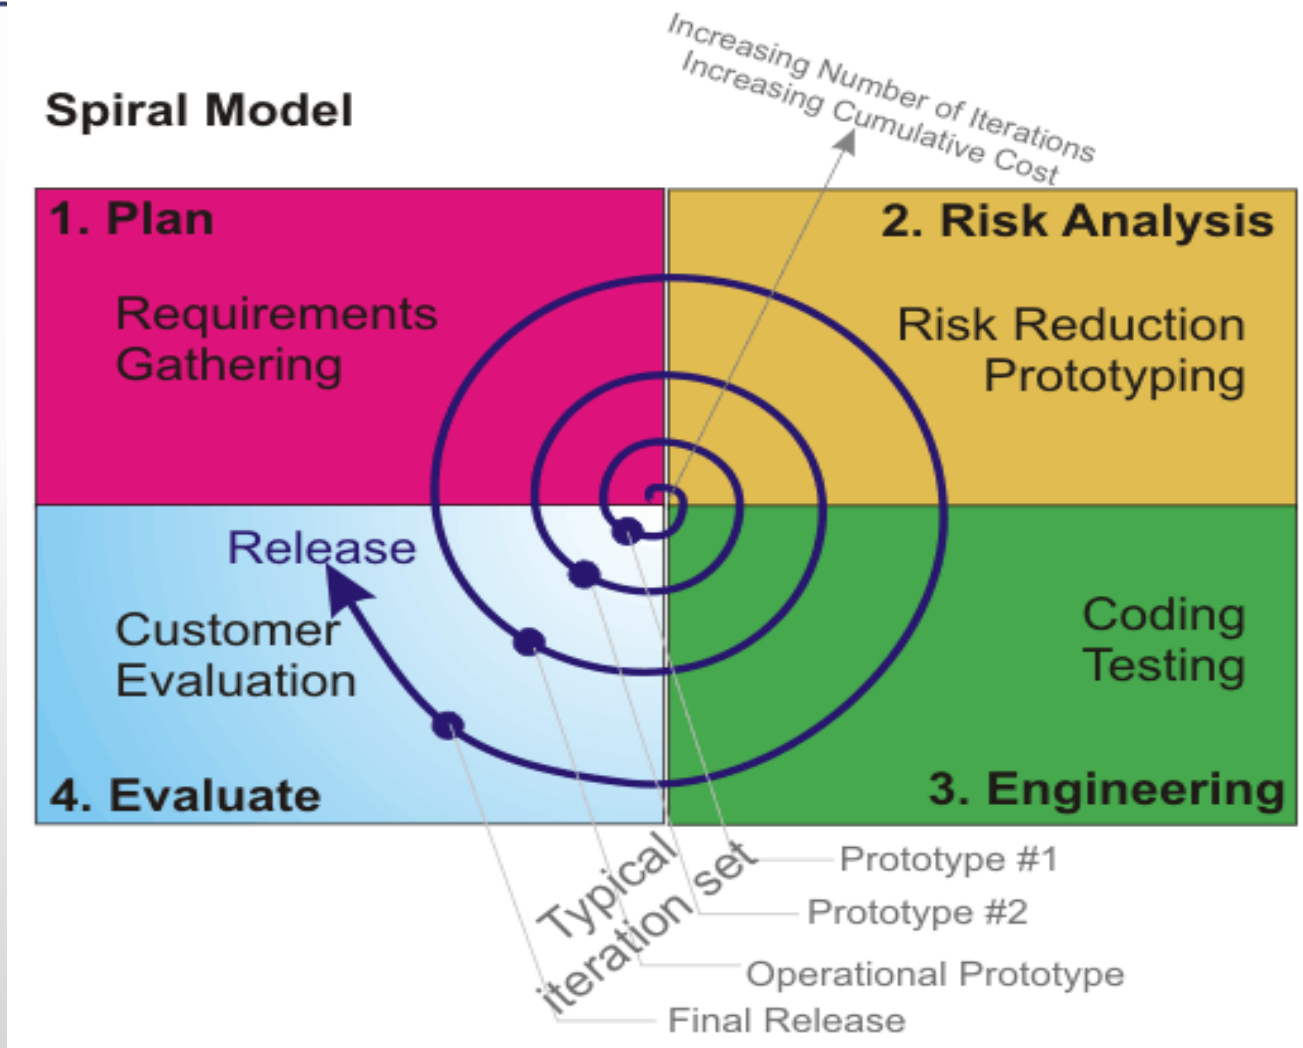 Increasing Number of Iterations
Increasing Cumulative Cost
Spiral Model
1. Plan
2. Risk Analysis
Requirements
Gathering
Risk Reduction
Prototyping
Release
Customer
Evaluation
Coding
Testing
4. Evaluate
3. Engineering
Typical
iteration set
Prototype #1
Prototype #2
Operational Prototype
Final Release